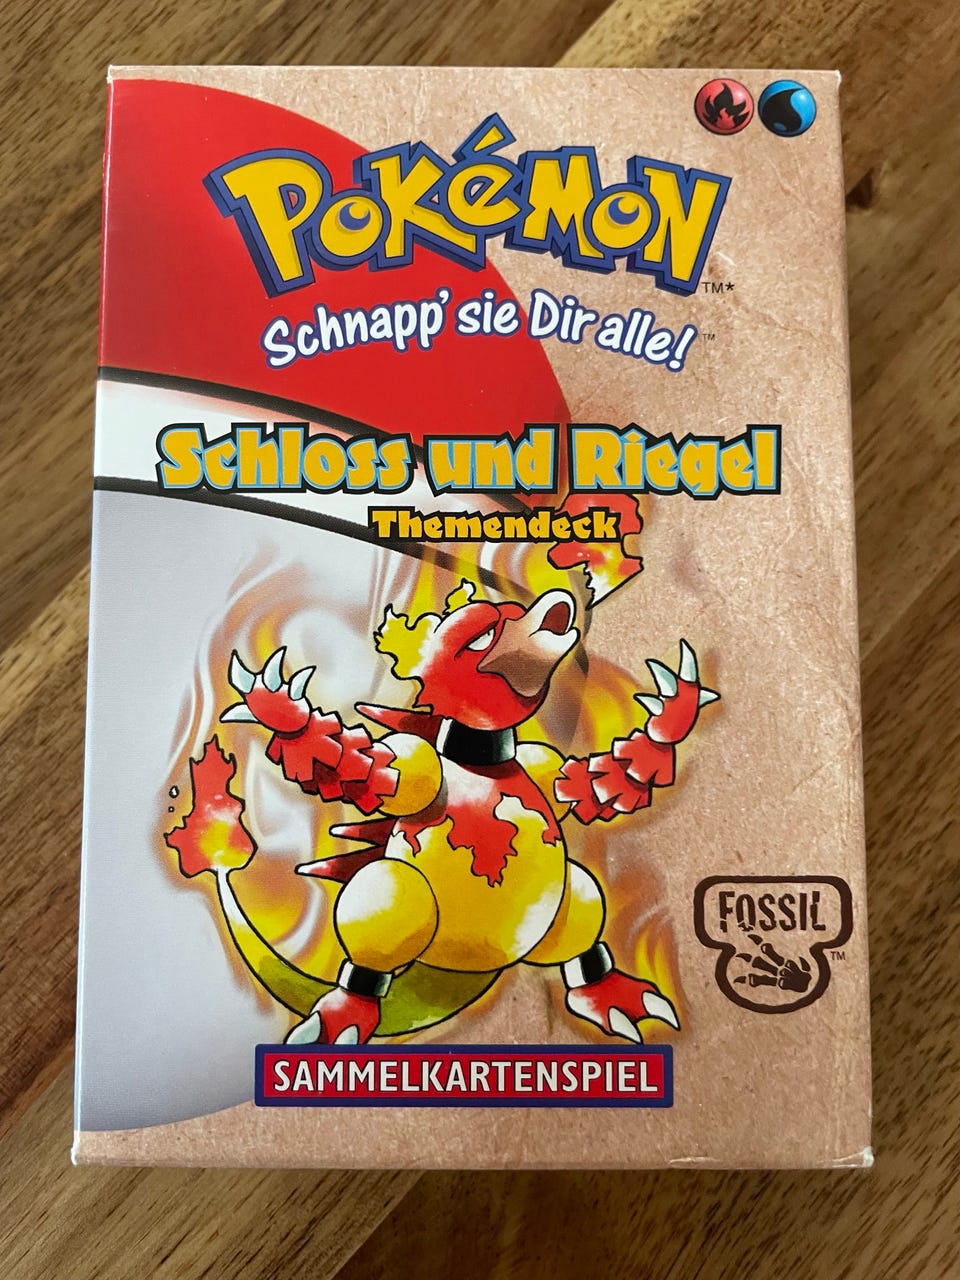 POKéMON
TM*
Schnapp' sie Dir alle!
TM
Schloss und Riegel
Themendeck
FOSSIL
TM
SAMMELKARTENSPIEL